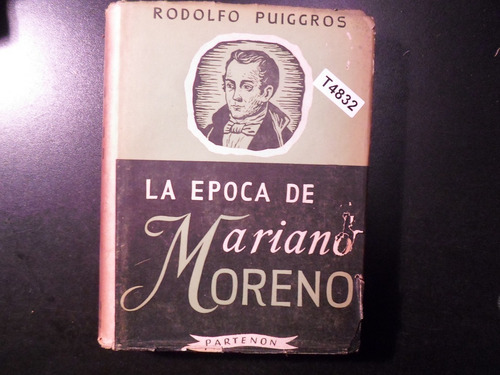 RODOLFO PUIGGROS
T4832
LA EPOCA DE
Mariano
MORENO
PARTENON